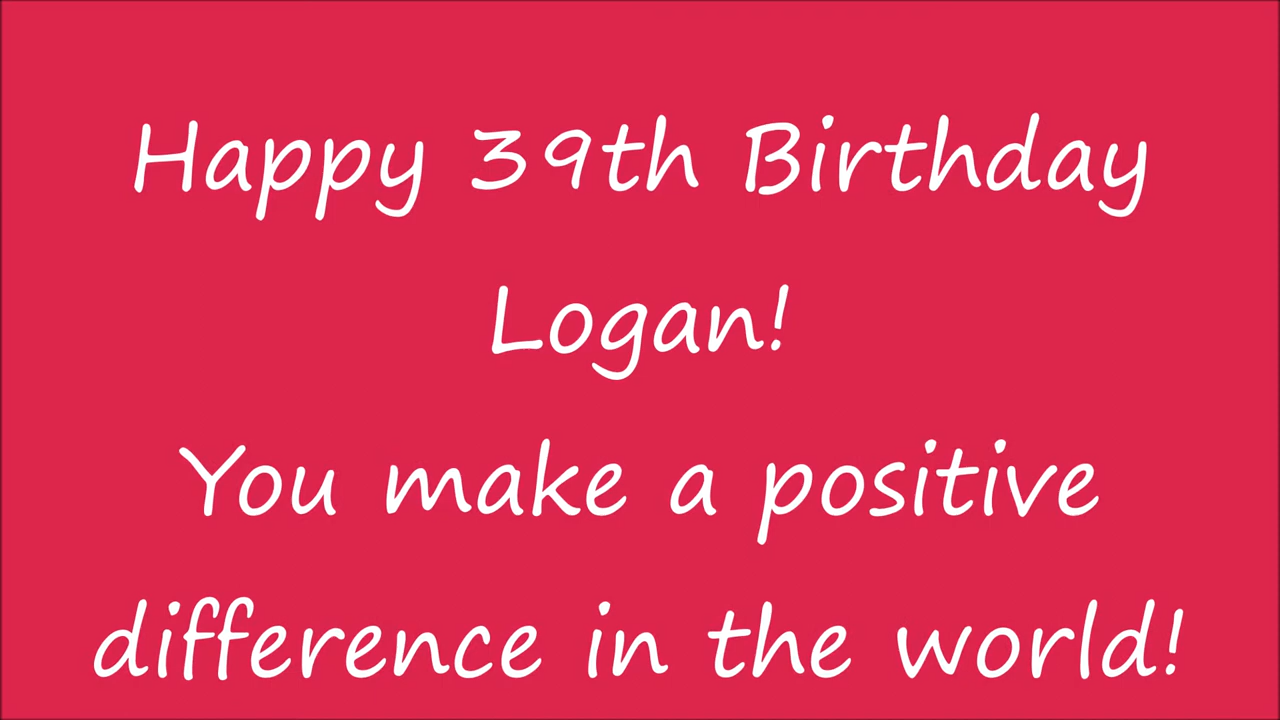 Happy 39th Birthday
Logan!
You make a positive
difference in the world!